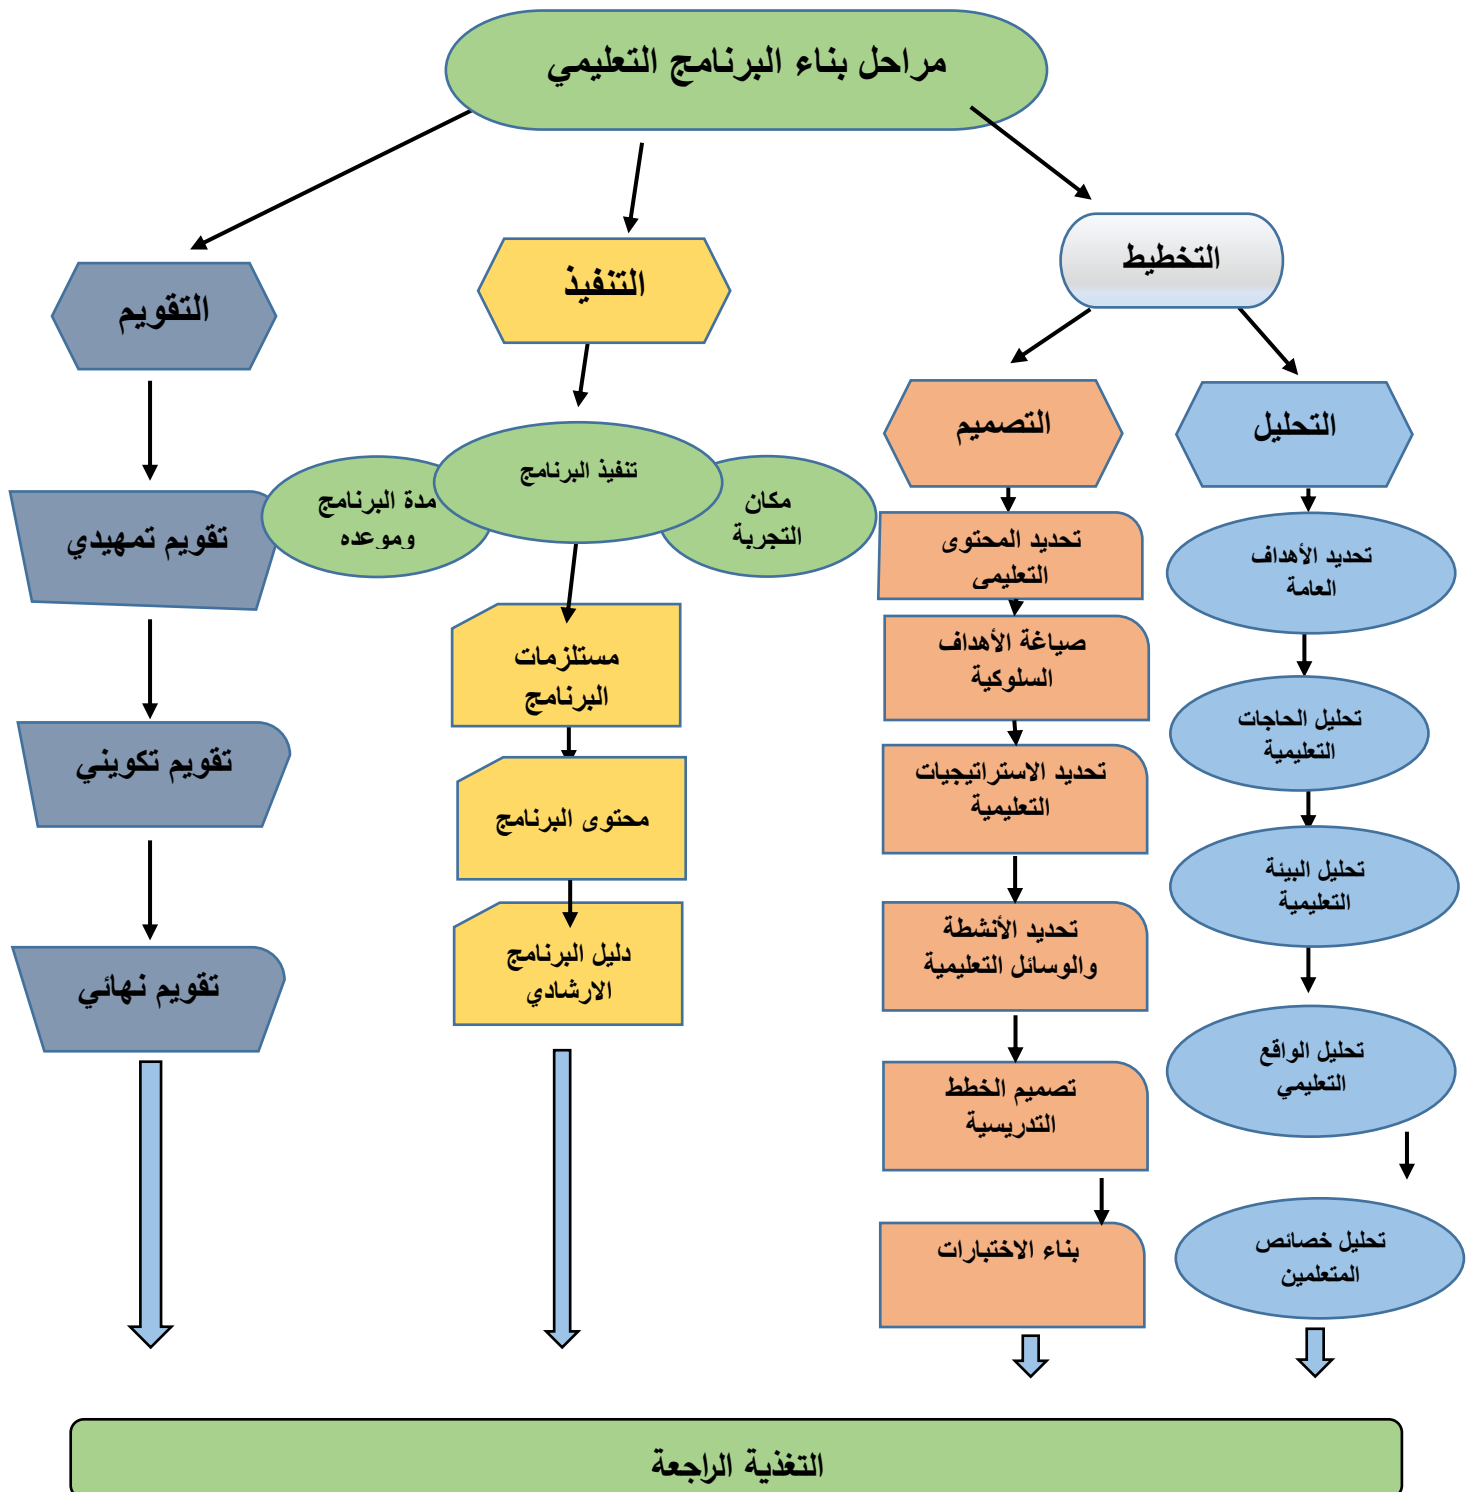 مراحل بناء البرنامج التعليمي
التخطيط
التنفيذ
التقويم
التحليل
تحديد الأهداف
العامة
تحليل الحاجات
التعليمية
تحليل البيئة
التعليمية
تحليل الواقع
التعليمي
تحليل خصائص
المتعلمين
التصميم
تحديد المحتوى
التعليمي
صياغة الأهداف
السلوكية
تحديد الاستراتيجيات
التعليمية
تحديد الأنشطة
والوسائل التعليمية
تصميم الخطط
التدريسية
بناء الاختبارات
مكان
التجربة
تنفيذ البرنامج
مدة البرنامج
وموعده
مستلزمات
البرنامج
محتوى البرنامج
دليل البرنامج
الارشادي
تقويم تمهيدي
تقويم تكويني
تقويم نهائي
التغذية الراجعة